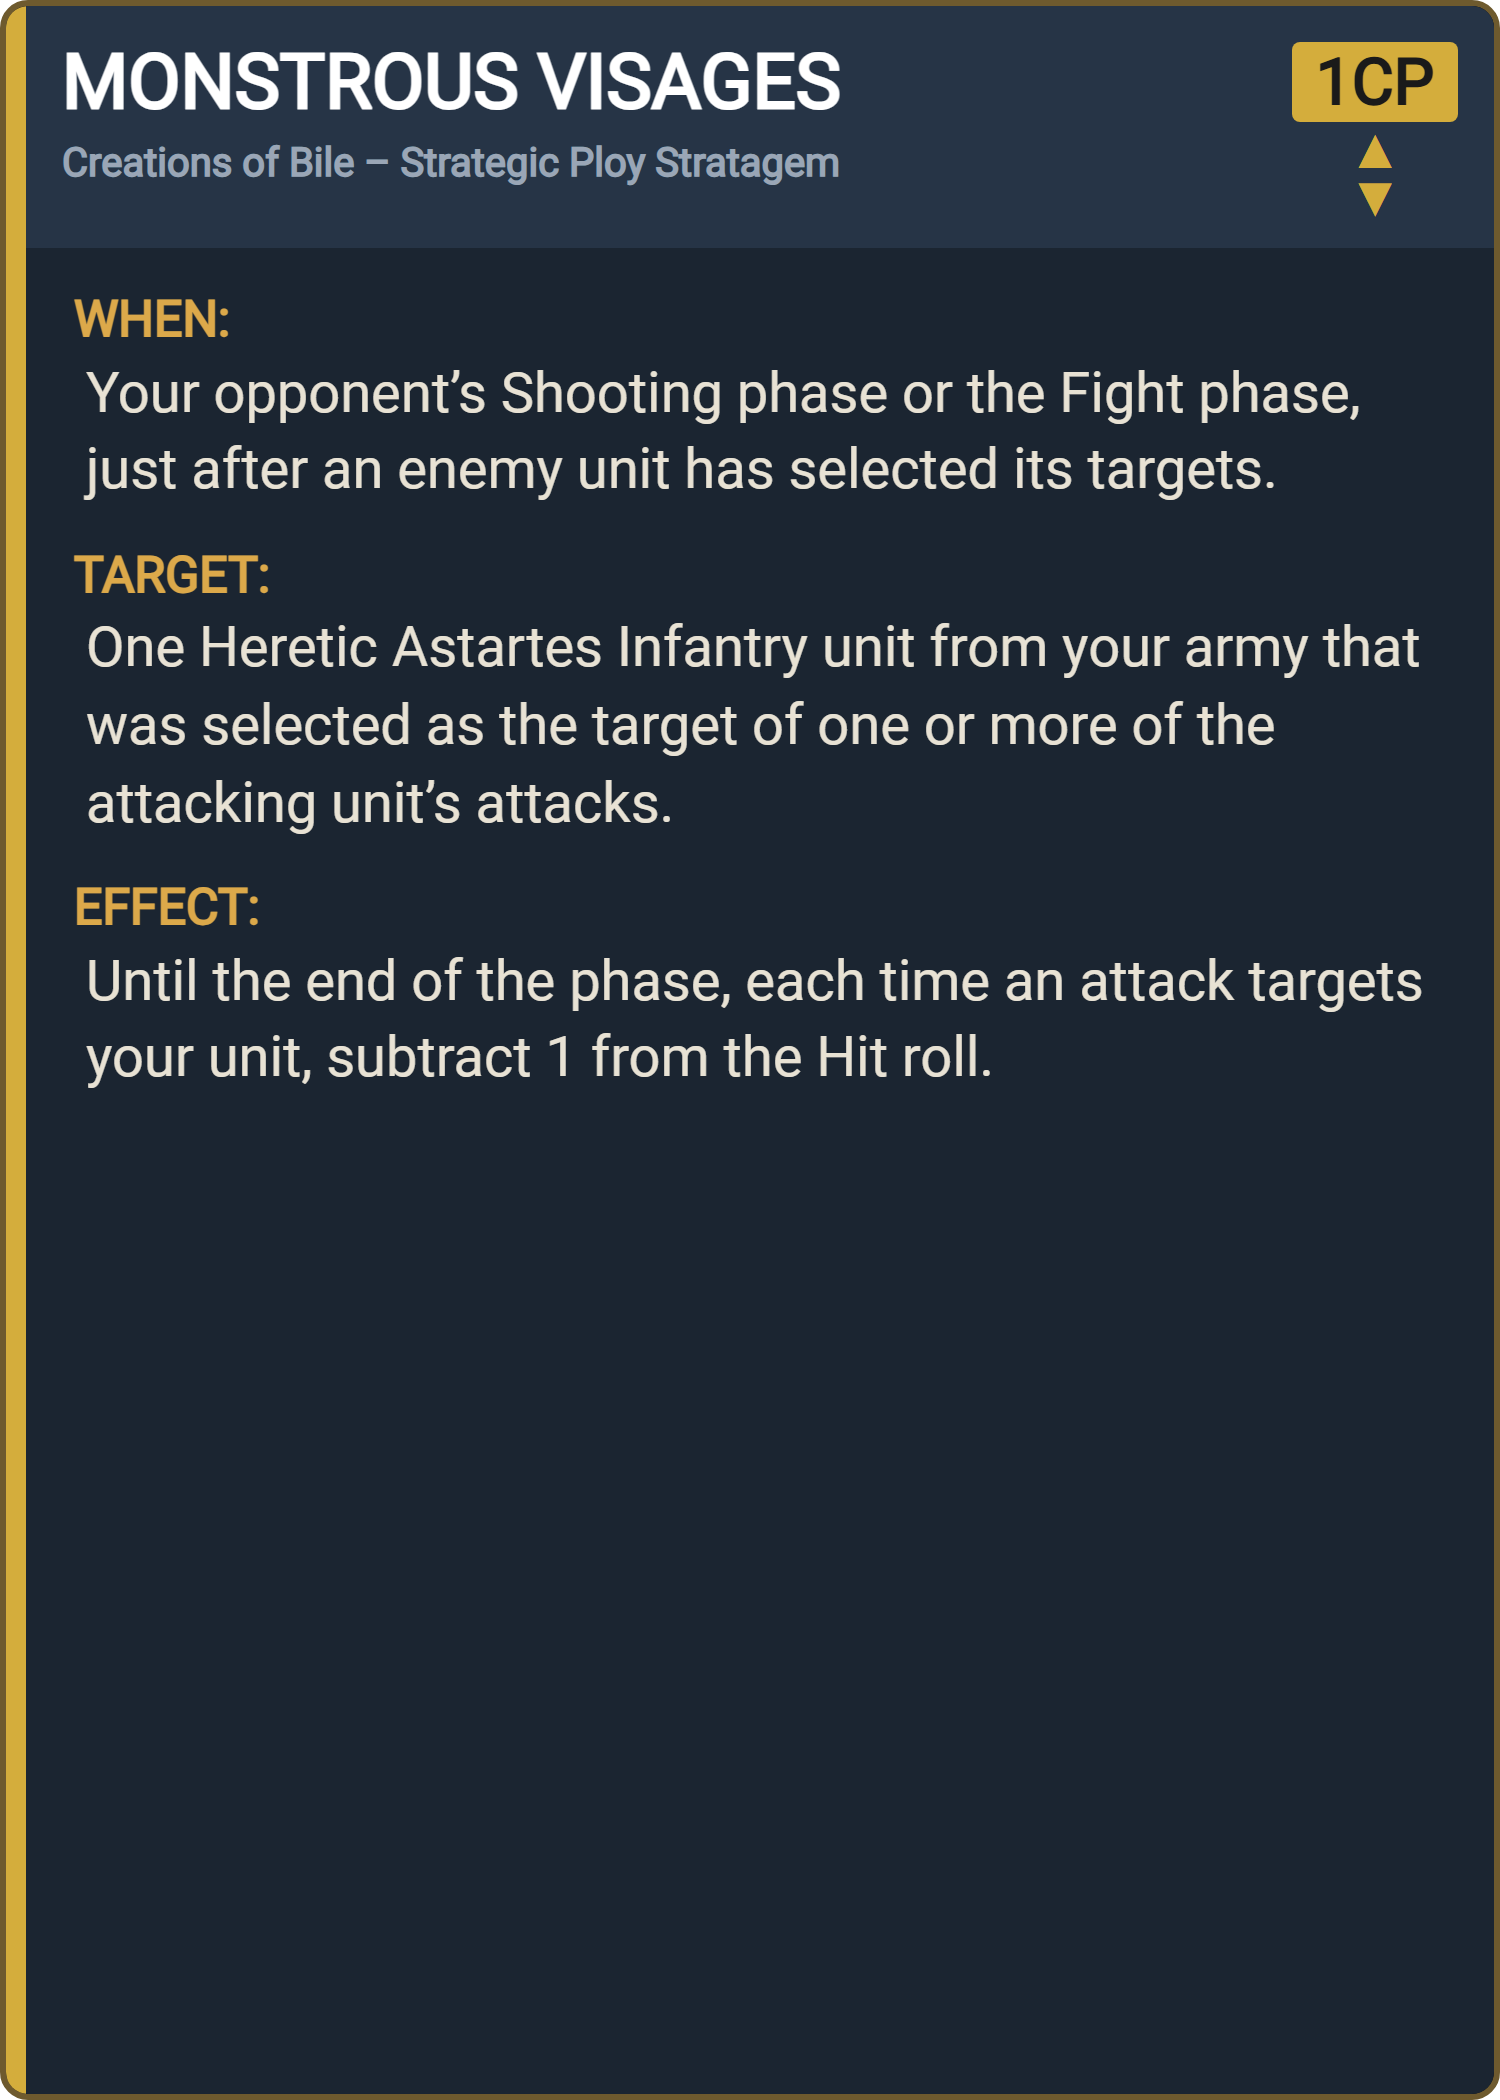 MONSTROUS VISAGES
Creations of Bile – Strategic Ploy Stratagem
1CP
▲
▼
WHEN:
Your opponent’s Shooting phase or the Fight phase,
just after an enemy unit has selected its targets.
TARGET:
One Heretic Astartes Infantry unit from your army that
was selected as the target of one or more of the
attacking unit’s attacks.
EFFECT:
Until the end of the phase, each time an attack targets
your unit, subtract 1 from the Hit roll.